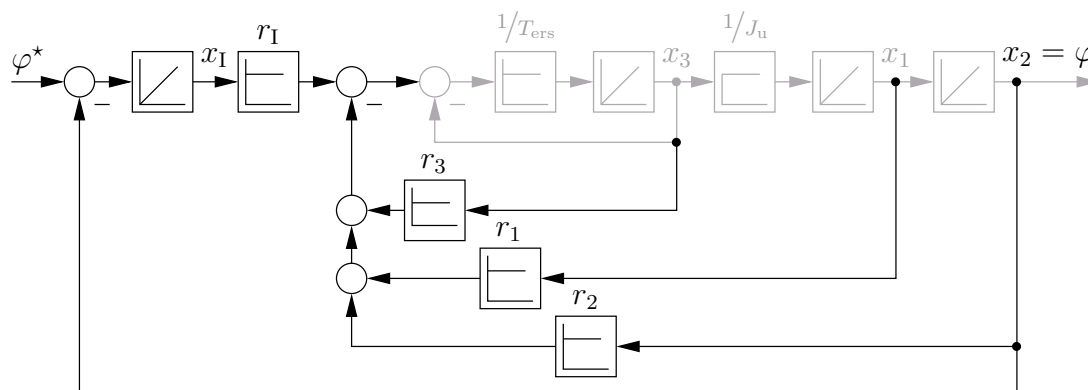 φ* x_I r_I 1/T_ers x_3 1/J_u x_1 x_2 = φ
− − −
r_3
r_1
r_2